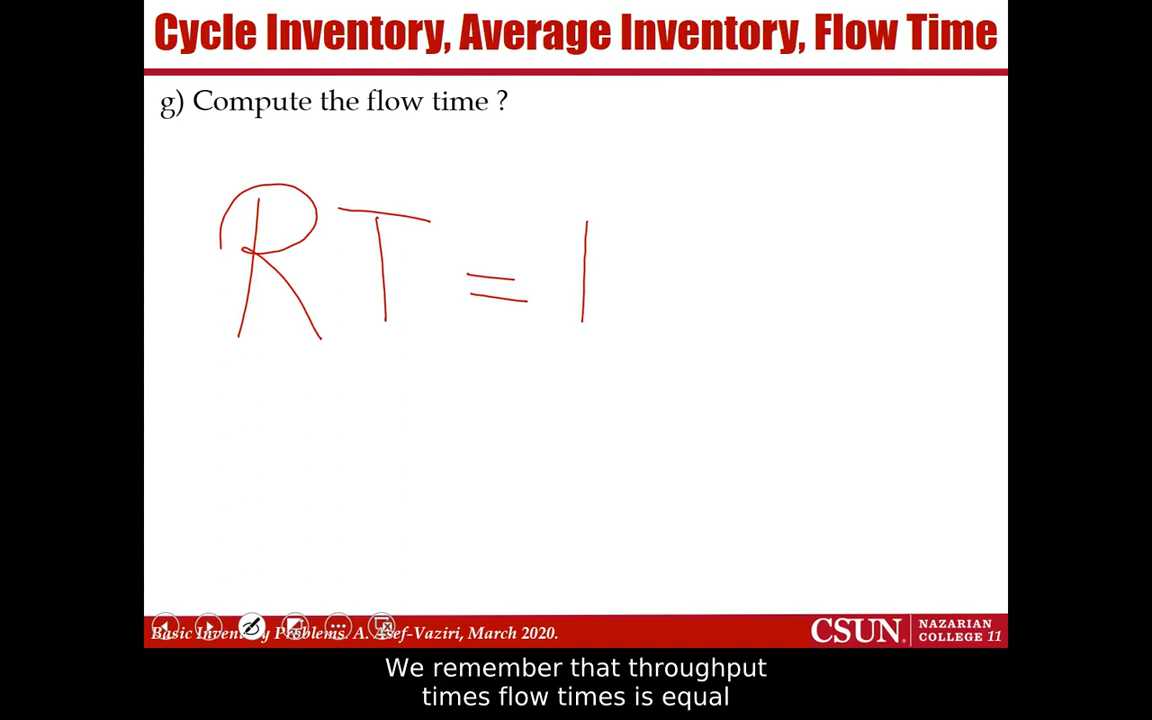 Cycle Inventory, Average Inventory, Flow Time
g) Compute the flow time ?
RT = I
Basic Inventory Problems. A. Asef-Vaziri, March 2020.
CSUN. NAZARIAN
COLLEGE 11
We remember that throughput
times flow times is equal